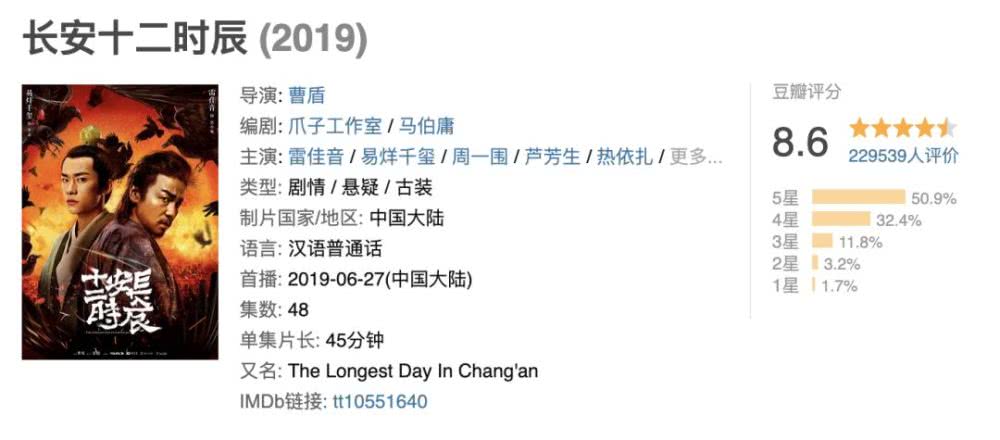 长安十二时辰 (2019)
易烊千玺
雷佳音
长安
十二时辰
导演: 曹盾
编剧: 爪子工作室 / 马伯庸
主演: 雷佳音 / 易烊千玺 / 周一围 / 芦芳生 / 热依扎 / 更多...
类型: 剧情 / 悬疑 / 古装
制片国家/地区: 中国大陆
语言: 汉语普通话
首播: 2019-06-27(中国大陆)
集数: 48
单集片长: 45分钟
又名: The Longest Day In Chang'an
IMDb链接: tt10551640
豆瓣评分
8.6
229539人评价
5星 50.9%
4星 32.4%
3星 11.8%
2星 3.2%
1星 1.7%